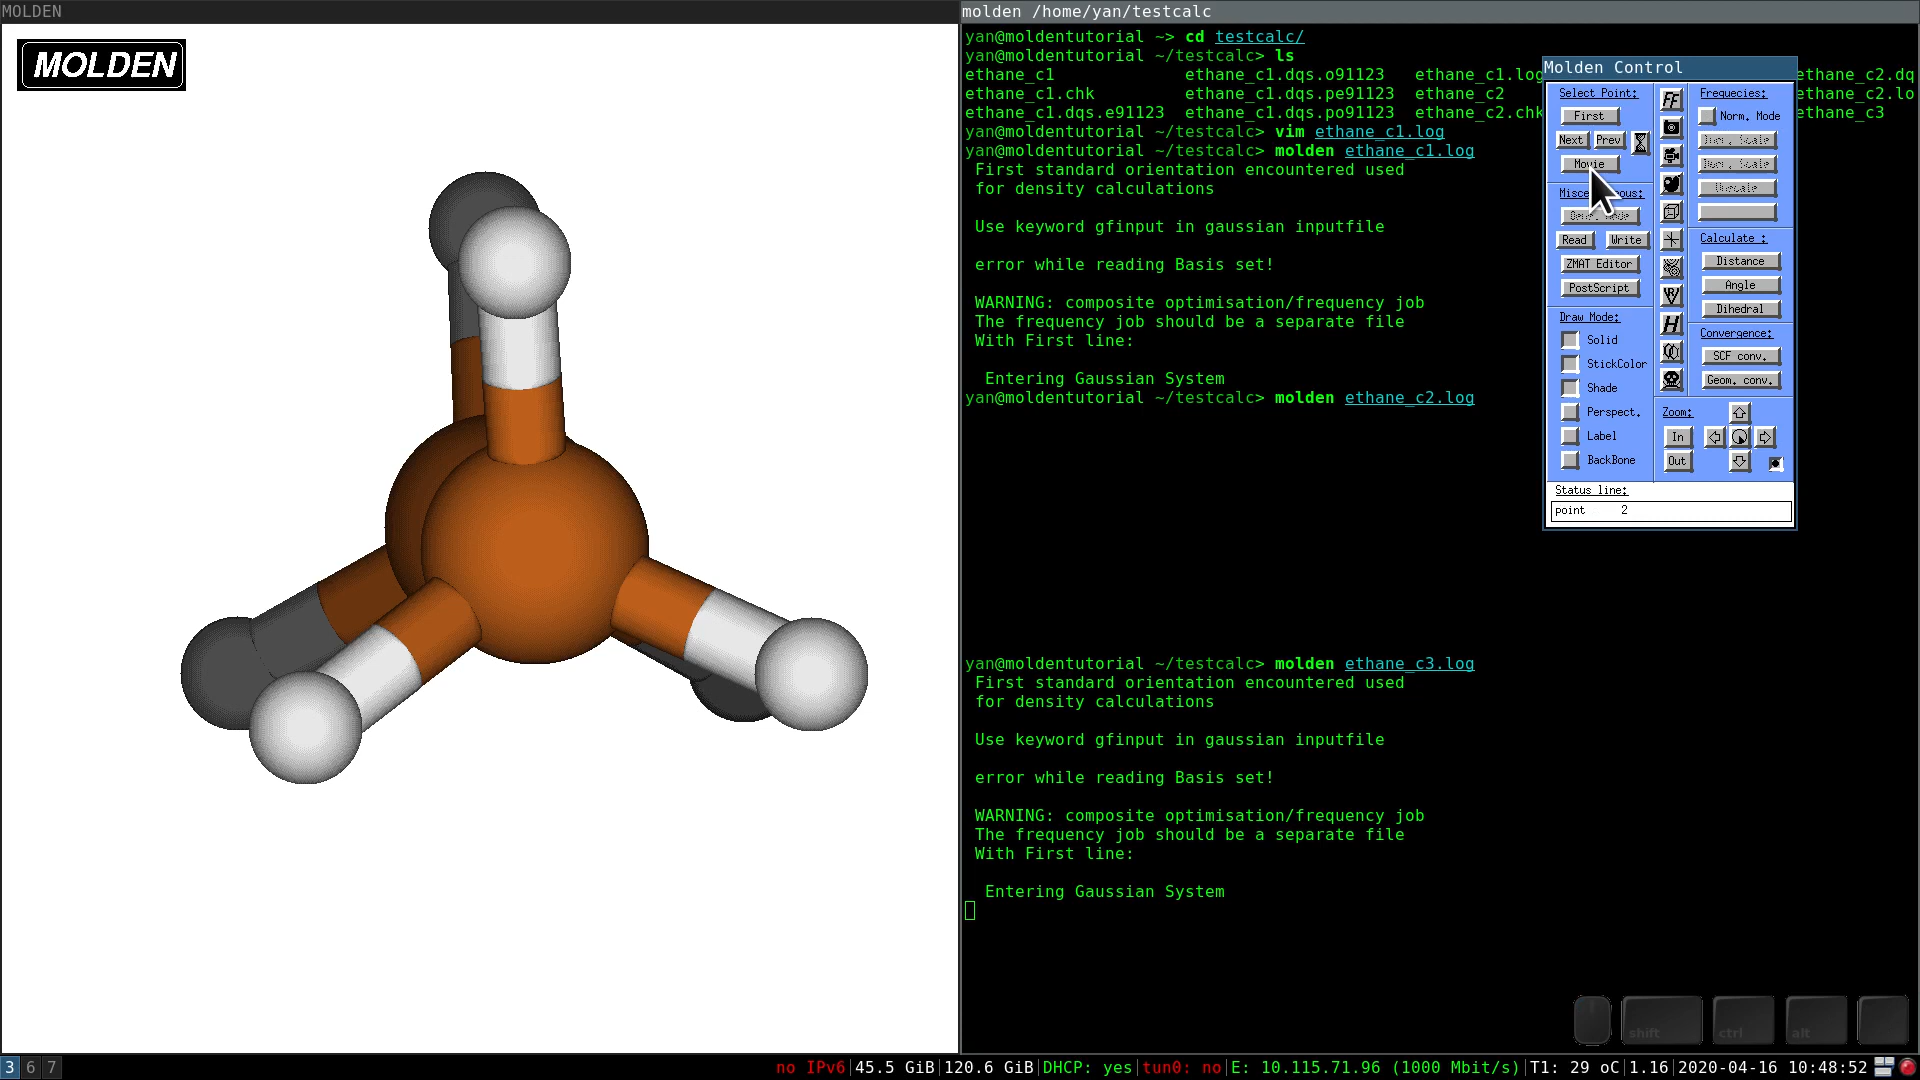 MOLDEN
MOLDEN
molden /home/yan/testcalc
yan@moldentutorial ~> cd testcalc/
yan@moldentutorial ~/testcalc> ls
ethane_c1 ethane_c1.dqs.o91123 ethane_c1.log ethane_c2.dq
ethane_c1.chk ethane_c1.dqs.pe91123 ethane_c2 ethane_c2.lo
ethane_c1.dqs.e91123 ethane_c1.dqs.po91123 ethane_c2.chk ethane_c3
yan@moldentutorial ~/testcalc> vim ethane_c1.log
yan@moldentutorial ~/testcalc> molden ethane_c1.log
First standard orientation encountered used
for density calculations
Use keyword gfinput in gaussian inputfile
error while reading Basis set!
WARNING: composite optimisation/frequency job
The frequency job should be a separate file
With First line:
Entering Gaussian System
yan@moldentutorial ~/testcalc> molden ethane_c2.log
yan@moldentutorial ~/testcalc> molden ethane_c3.log
First standard orientation encountered used
for density calculations
Use keyword gfinput in gaussian inputfile
error while reading Basis set!
WARNING: composite optimisation/frequency job
The frequency job should be a separate file
With First line:
Entering Gaussian System
Molden Control
Select Point:
First
Next Prev
Movie
Read Write
ZMAT Editor
PostScript
Draw Mode:
Solid
StickColor
Shade
Perspect.
Label
BackBone
FF
H
Frequecies:
Norm. Mode
Calculate :
Distance
Angle
Dihedral
Convergence:
SCF conv.
Geom. conv.
Zoom:
In
Out
Status line:
point 2
shift ctrl alt
3 6 7
no IPv6|45.5 GiB|120.6 GiB|DHCP: yes|tun0: no|E: 10.115.71.96 (1000 Mbit/s)|T1: 29 oC|1.16|2020-04-16 10:48:52